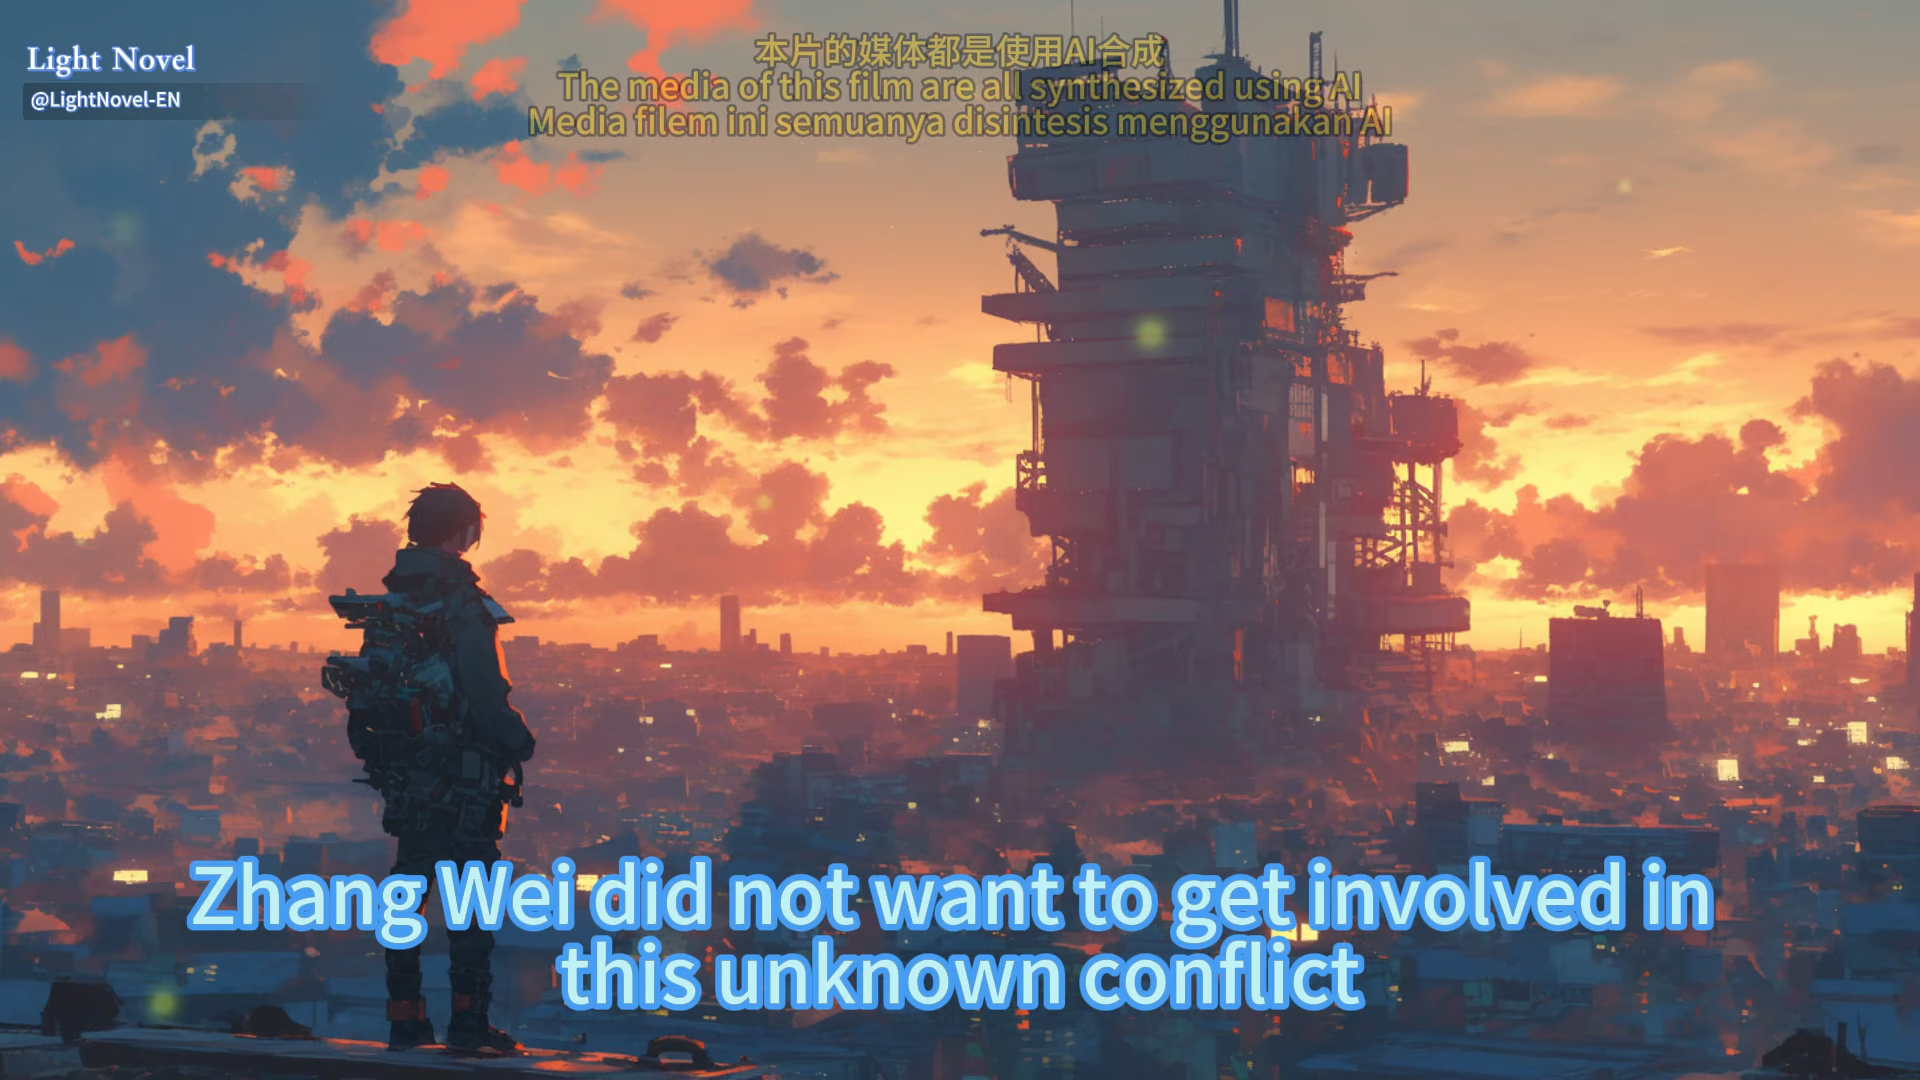 Light Novel
@LightNovel-EN
本片的媒体都是使用AI合成
The media of this film are all synthesized using AI
Media filem ini semuanya disintesis menggunakan AI
Zhang Wei did not want to get involved in
this unknown conflict